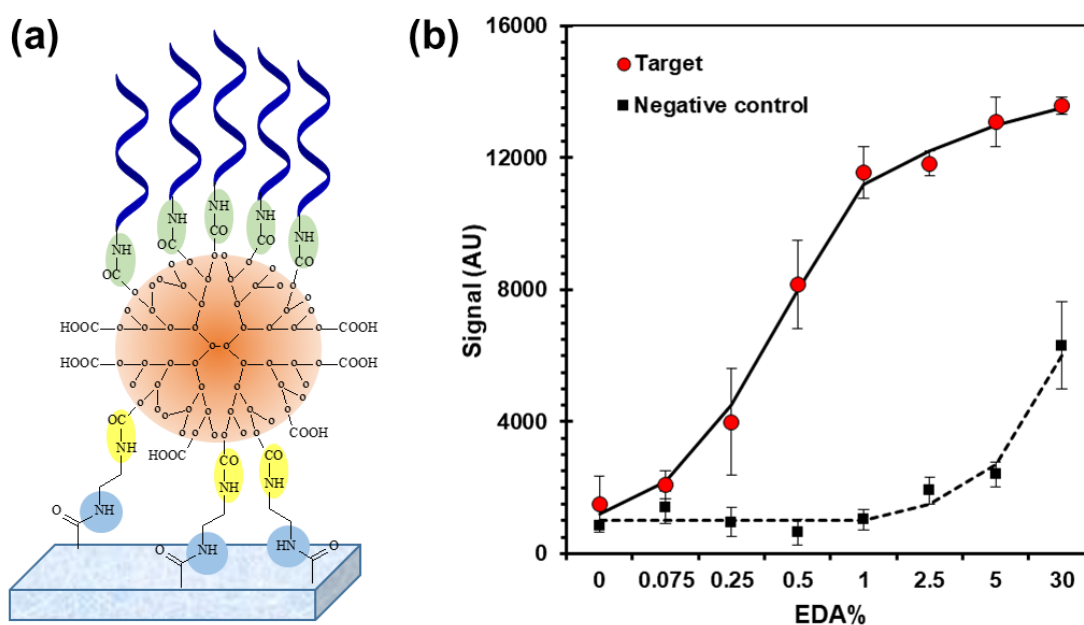 (a)
NH
NH
NH
NH
NH
OC
OC
CO
CO
CO
HOOC
COOH
HOOC
COOH
OC
NH
HOOC
COOH
CO
NH
CO
NH
NH
O
NH
O
HN
O
(b)
16000
12000
8000
4000
0
Signal (AU)
Target
Negative control
0 0.075 0.25 0.5 1 2.5 5 30
EDA%